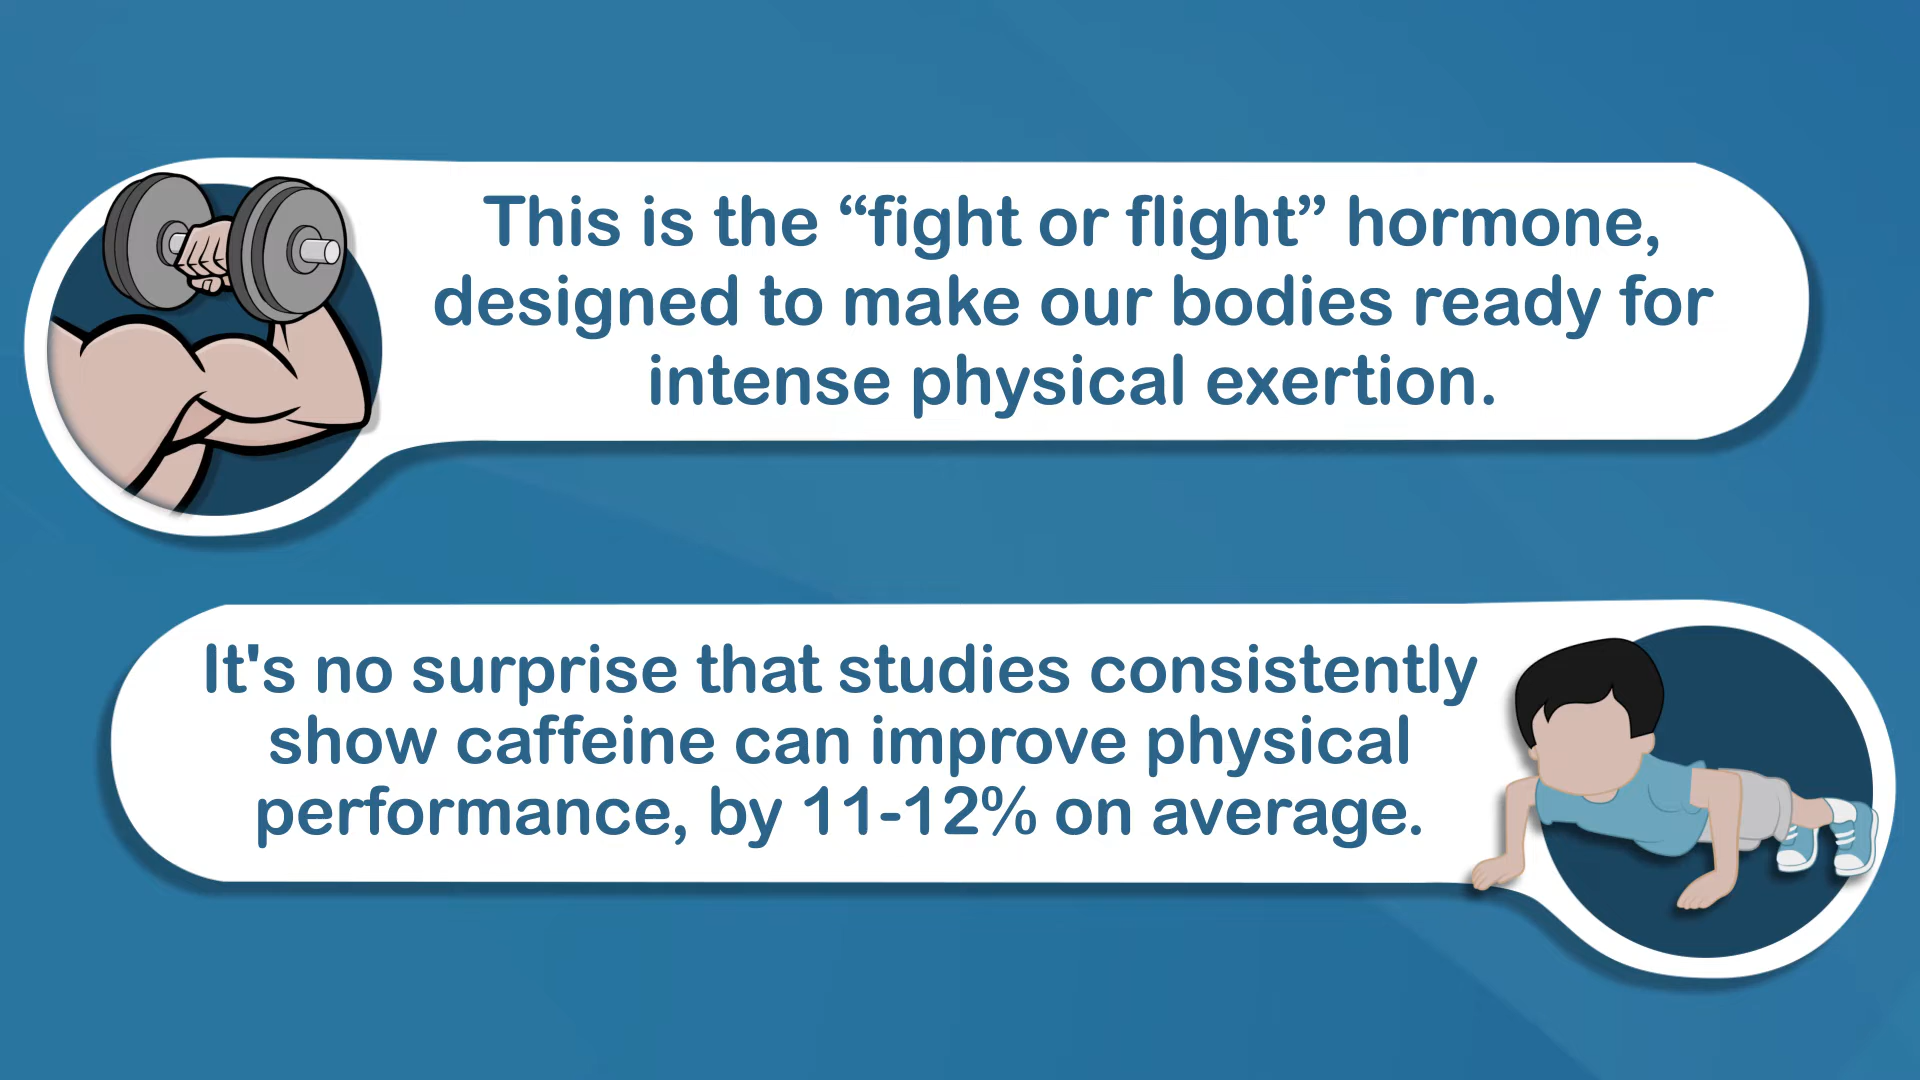 This is the “fight or flight” hormone,
designed to make our bodies ready for
intense physical exertion.
It's no surprise that studies consistently
show caffeine can improve physical
performance, by 11-12% on average.